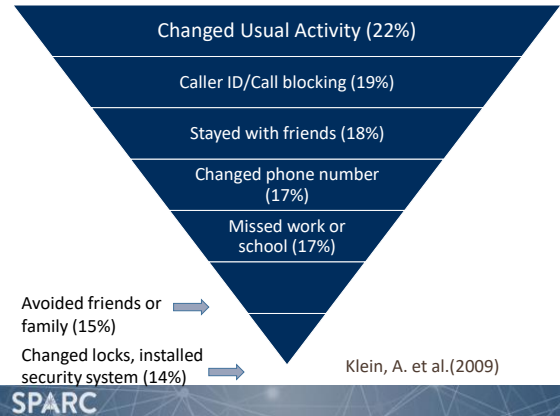 Changed Usual Activity (22%)
Caller ID/Call blocking (19%)
Stayed with friends (18%)
Changed phone number
(17%)
Missed work or
school (17%)
Avoided friends or
family (15%)
Changed locks, installed
security system (14%)
Klein, A. et al.(2009)
SPARC